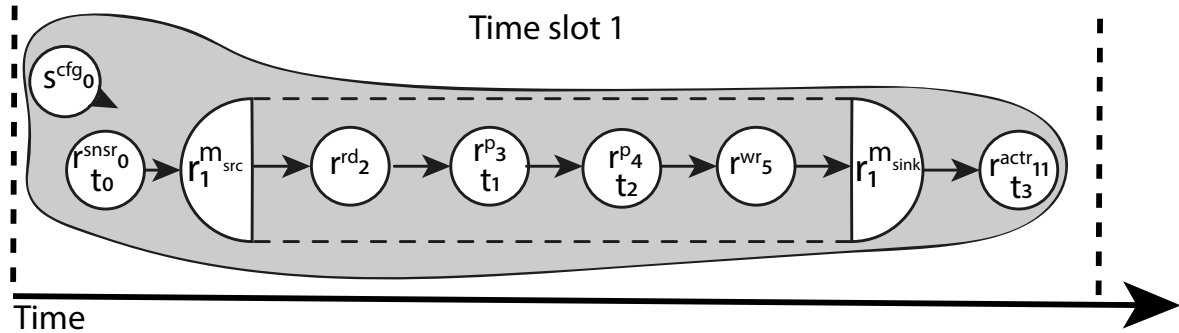 Time slot 1
s^cfg_0
r^snsr_0
t_0
r_1^m_src
r^rd_2
r^p_3
t_1
r^p_4
t_2
r^wr_5
r_1^m_sink
r^actr_11
t_3
Time